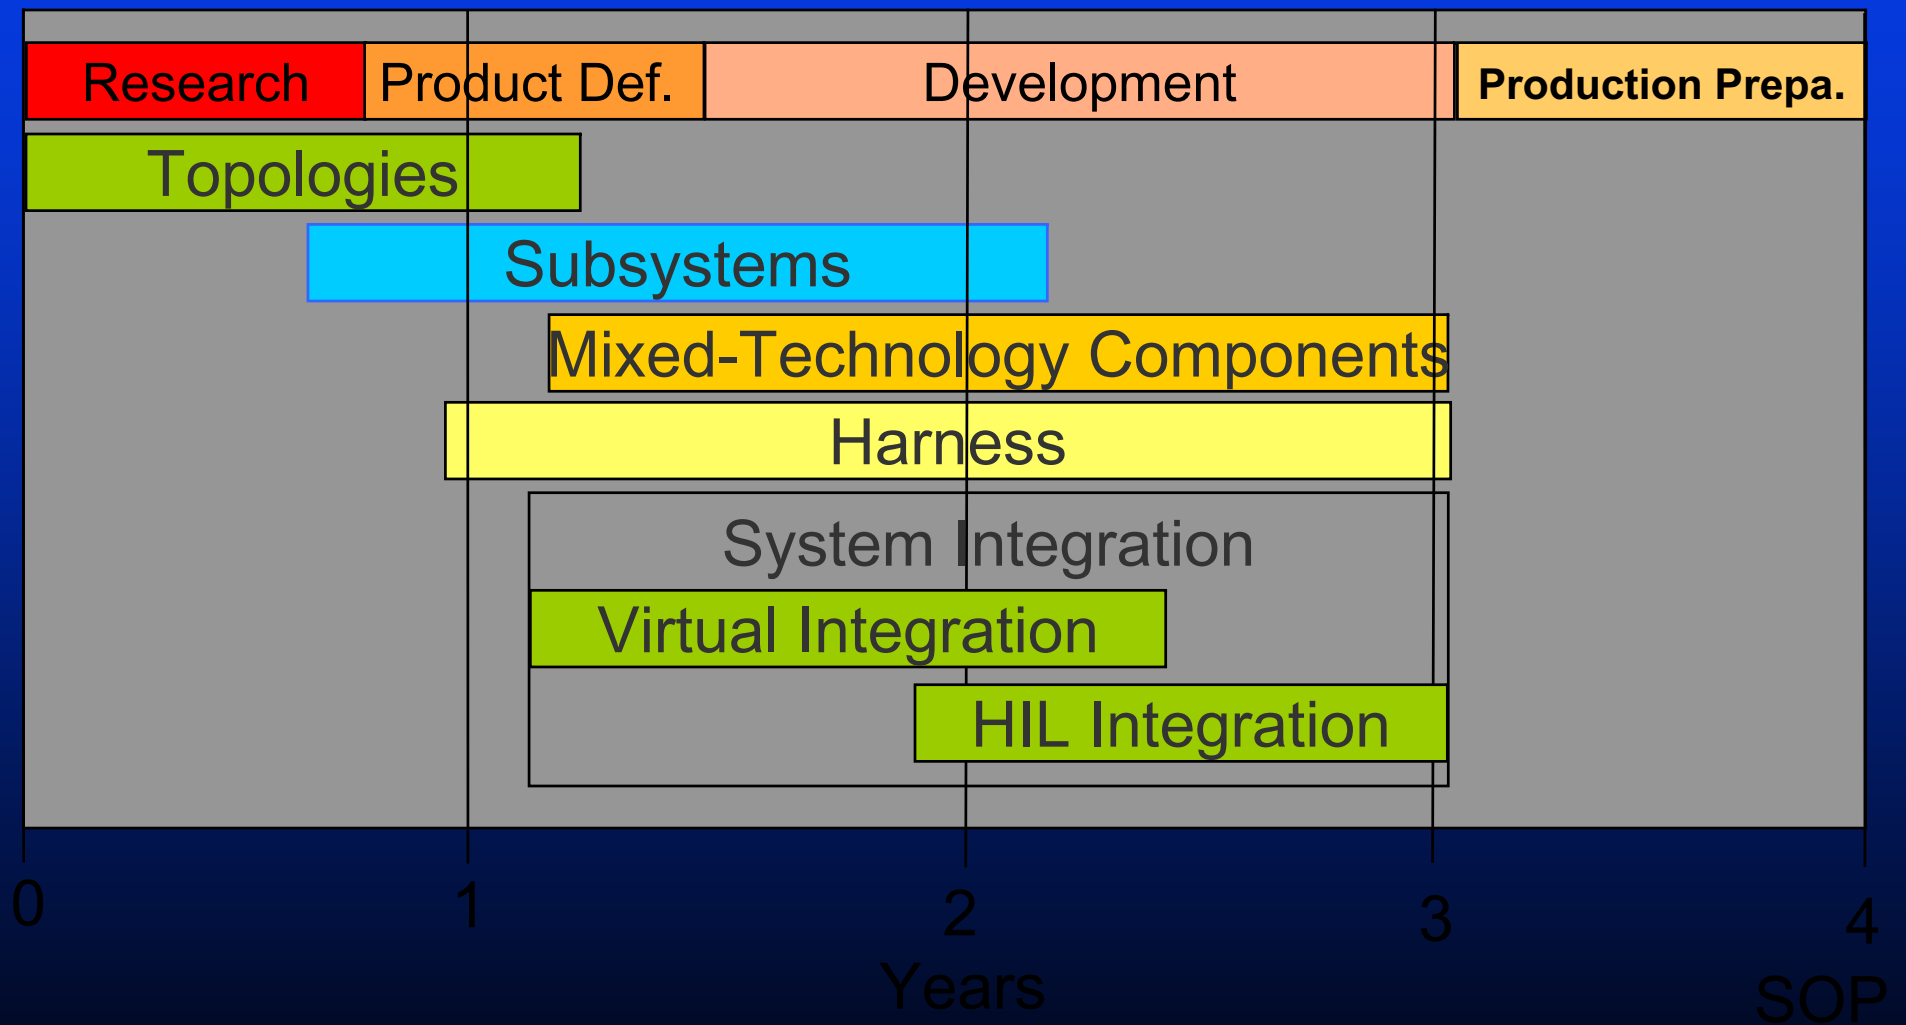 Research
Product Def.
Development
Production Prepa.
Topologies
Subsystems
Mixed-Technology Components
Harness
System Integration
Virtual Integration
HIL Integration
0
1
2
3
4
Years
SOP